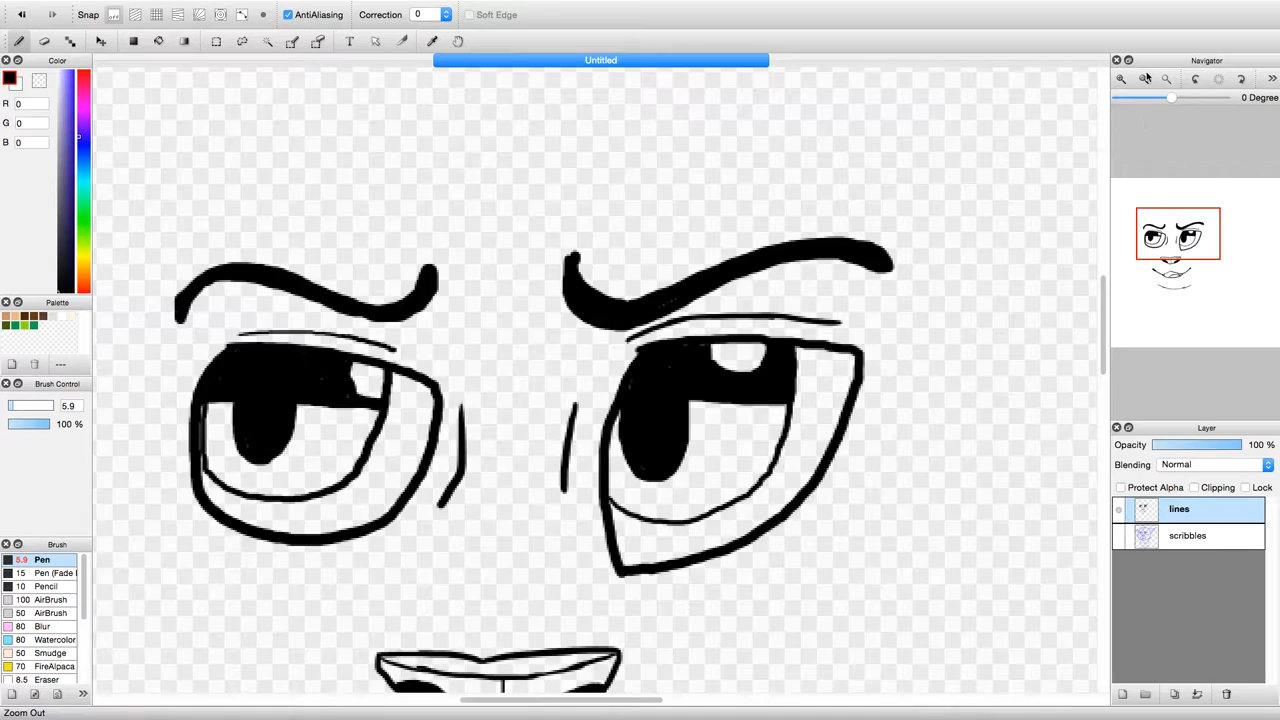 Snap off AntiAliasing Correction 0 Soft Edge
Untitled
Color
R 0
G 0
B 0
Palette
---
Brush Control
5.9
100 %
Brush
5.9 Pen
15 Pen (Fade
10 Pencil
100 AirBrush
50 AirBrush
80 Blur
80 Watercolor
50 Smudge
70 FireAlpaca
8.5 Eraser
Zoom Out
Navigator
0 Degree
Layer
Opacity 100 %
Blending Normal
Protect Alpha Clipping Lock
lines
scribbles